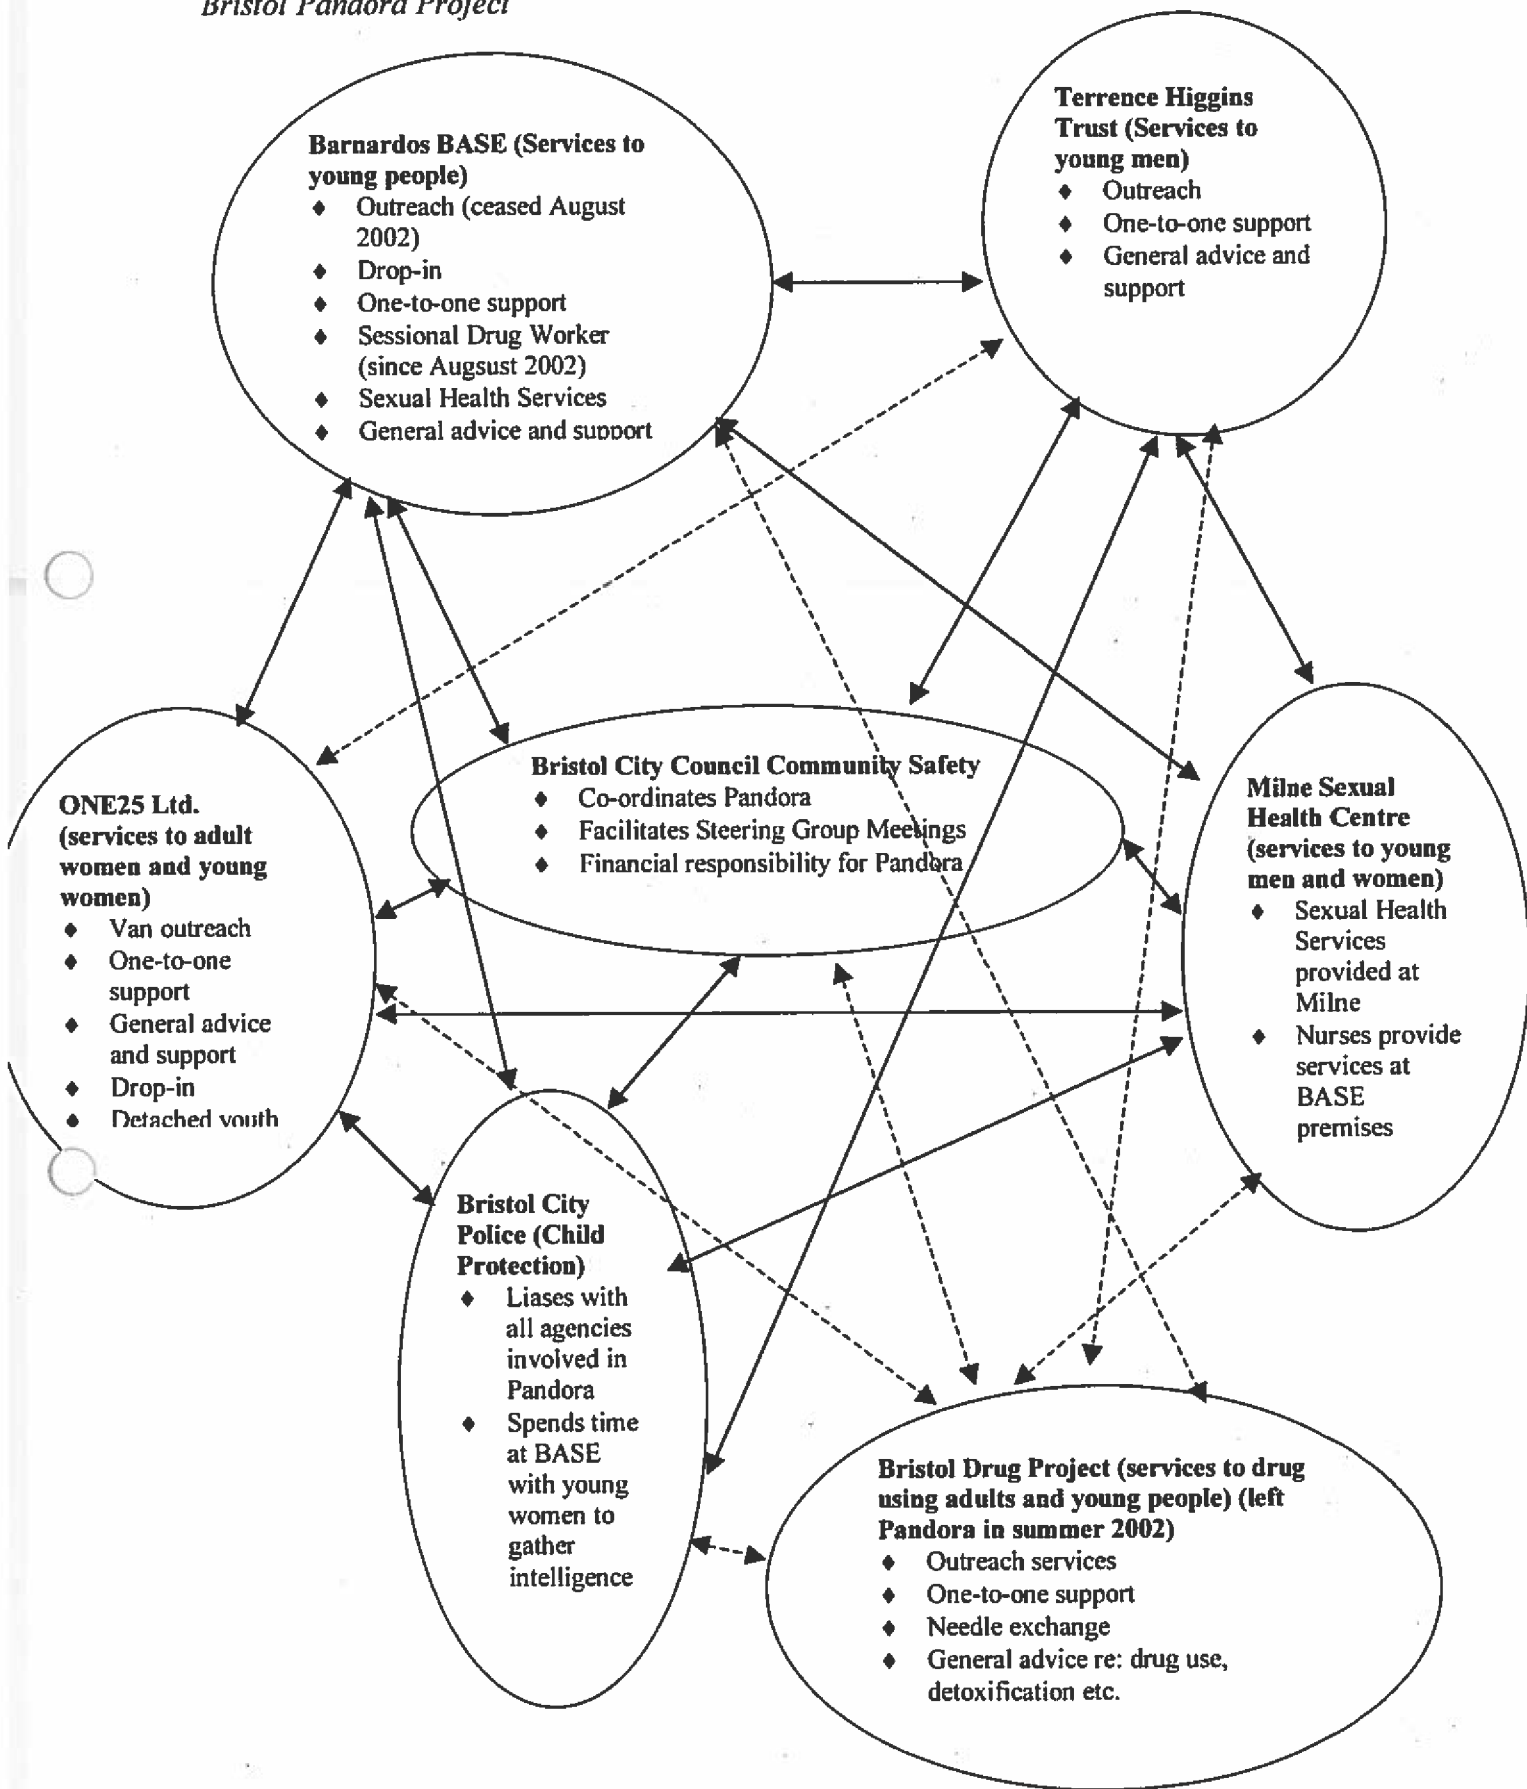 Bristol Pandora Project
Barnardos BASE (Services to
young people)
♦ Outreach (ceased August
2002)
♦ Drop-in
♦ One-to-one support
♦ Sessional Drug Worker
(since Augsust 2002)
♦ Sexual Health Services
♦ General advice and support
Terrence Higgins
Trust (Services to
young men)
♦ Outreach
♦ One-to-one support
♦ General advice and
support
ONE25 Ltd.
(services to adult
women and young
women)
♦ Van outreach
♦ One-to-one
support
♦ General advice
and support
♦ Drop-in
♦ Detached youth
Bristol City Council Community Safety
♦ Co-ordinates Pandora
♦ Facilitates Steering Group Meetings
♦ Financial responsibility for Pandora
Milne Sexual
Health Centre
(services to young
men and women)
♦ Sexual Health
Services
provided at
Milne
♦ Nurses provide
services at
BASE
premises
Bristol City
Police (Child
Protection)
♦ Liases with
all agencies
involved in
Pandora
♦ Spends time
at BASE
with young
women to
gather
intelligence
Bristol Drug Project (services to drug
using adults and young people) (left
Pandora in summer 2002)
♦ Outreach services
♦ One-to-one support
♦ Needle exchange
♦ General advice re: drug use,
detoxification etc.